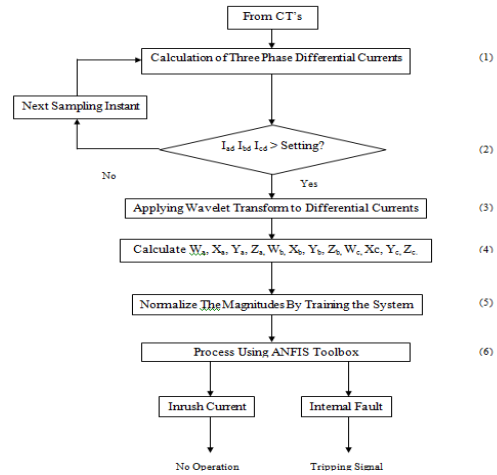 From CT's
Calculation of Three Phase Differential Currents (1)
Next Sampling Instant
Iad Ibd Icd > Setting? (2)
No
Yes
Applying Wavelet Transform to Differential Currents (3)
Calculate Wa, Xa, Ya, Za, Wb, Xb, Yb, Zb, Wc, Xc, Yc, Zc. (4)
Normalize The Magnitudes By Training the System (5)
Process Using ANFIS Toolbox (6)
Inrush Current Internal Fault
No Operation Tripping Signal